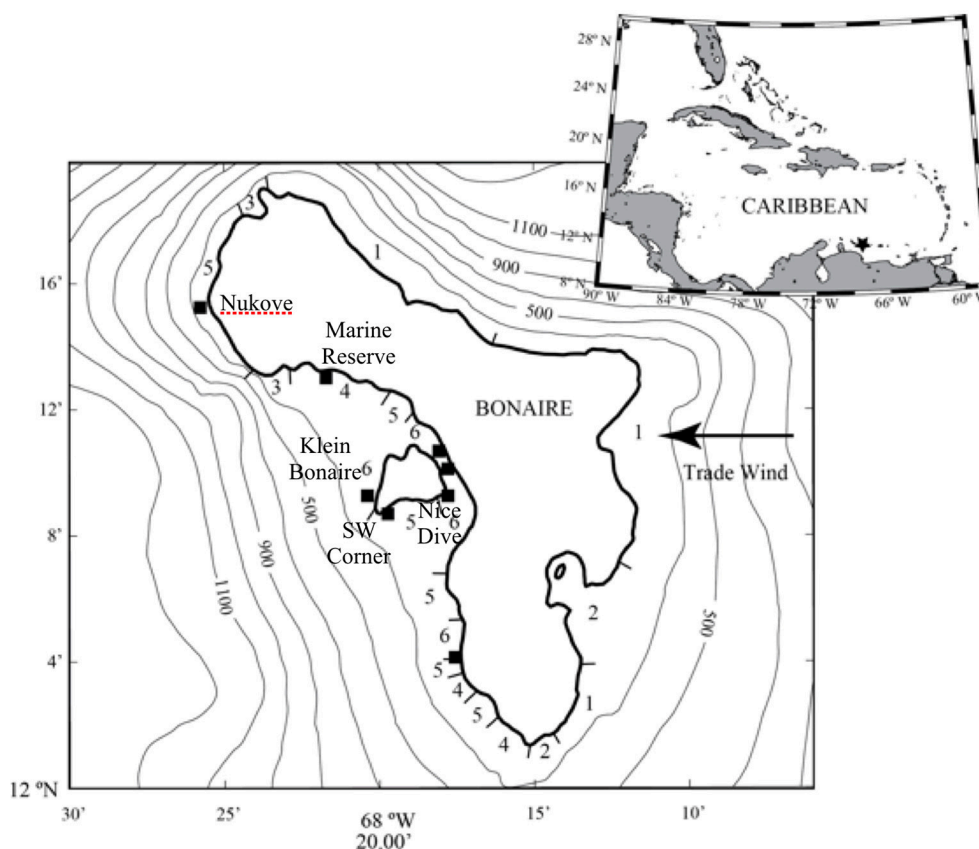 28° N
24° N
20° N
16° N
12° N
8° N
90° W
84° W
78° W
72° W
66° W
60° W
CARIBBEAN
1100
900
500
3
1
5
16'
Nukove
Marine
Reserve
3
4
5
6
12'
BONAIRE
1
Trade Wind
Klein
Bonaire
6
500
SW
Corner
5
Nice
Dive
6
8'
900
1100
5
2
500
6
4'
5
4
5
4
2
1
12 °N
30'
25'
68 °W
20.00'
15'
10'